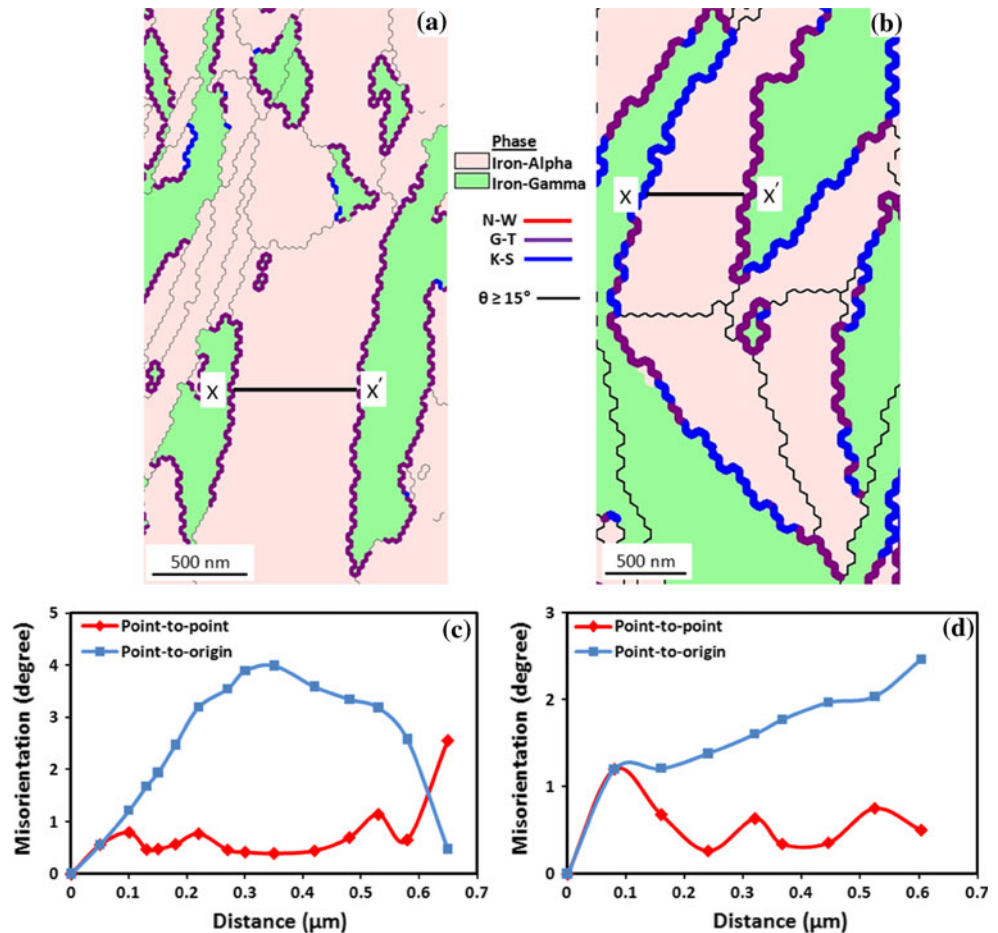 (a)
(b)
Phase
Iron-Alpha
Iron-Gamma
N-W
G-T
K-S
θ ≥ 15°
X X′
X X′
500 nm
500 nm
(c)
Point-to-point
Point-to-origin
Misorientation (degree)
5
4
3
2
1
0
0 0.1 0.2 0.3 0.4 0.5 0.6 0.7
Distance (µm)
(d)
Point-to-point
Point-to-origin
Misorientation (degree)
3
2
1
0
0 0.1 0.2 0.3 0.4 0.5 0.6 0.7
Distance (µm)